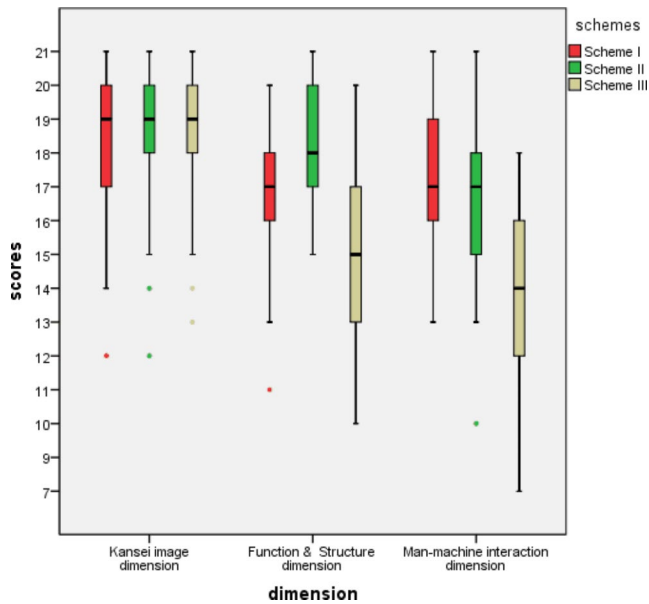 schemes
Scheme I
Scheme II
Scheme III
21
20
19
18
17
16
15
14
13
12
11
10
9
7
scores
Kansei image
dimension
Function & Structure
dimension
Man-machine interaction
dimension
dimension